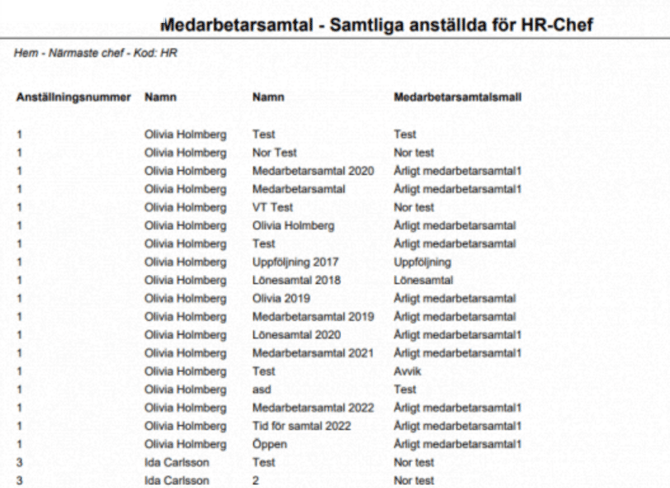 Medarbetarsamtal - Samtliga anställda för HR-Chef
Hem - Närmaste chef - Kod: HR
Anställningsnummer Namn Namn Medarbetarsamtalsmall
1 Olivia Holmberg Test Test
1 Olivia Holmberg Nor Test Nor test
1 Olivia Holmberg Medarbetarsamtal 2020 Årligt medarbetarsamtal1
1 Olivia Holmberg Medarbetarsamtal Årligt medarbetarsamtal1
1 Olivia Holmberg VT Test Nor test
1 Olivia Holmberg Olivia Holmberg Årligt medarbetarsamtal
1 Olivia Holmberg Test Årligt medarbetarsamtal
1 Olivia Holmberg Uppföljning 2017 Uppföljning
1 Olivia Holmberg Lönesamtal 2018 Lönesamtal
1 Olivia Holmberg Olivia 2019 Årligt medarbetarsamtal
1 Olivia Holmberg Medarbetarsamtal 2019 Årligt medarbetarsamtal
1 Olivia Holmberg Lönesamtal 2020 Årligt medarbetarsamtal1
1 Olivia Holmberg Medarbetarsamtal 2021 Årligt medarbetarsamtal1
1 Olivia Holmberg Test Avvik
1 Olivia Holmberg asd Test
1 Olivia Holmberg Medarbetarsamtal 2022 Årligt medarbetarsamtal1
1 Olivia Holmberg Tid för samtal 2022 Årligt medarbetarsamtal1
1 Olivia Holmberg Öppen Årligt medarbetarsamtal1
3 Ida Carlsson Test Nor test
3 Ida Carlsson 2 Nor test